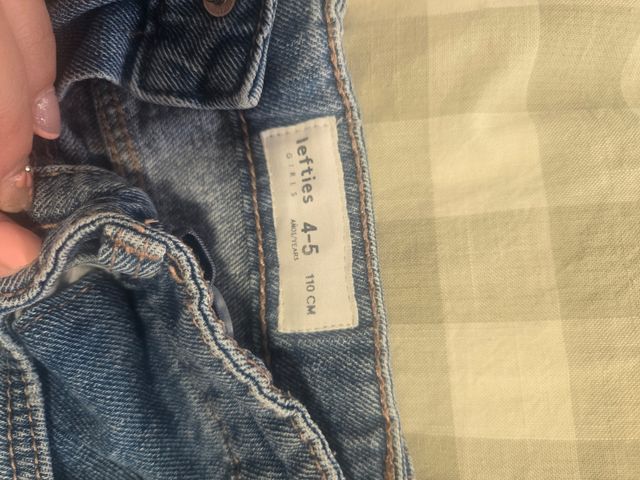 lefties
GIRLS
4-5
AÑOS/YEARS
110 CM